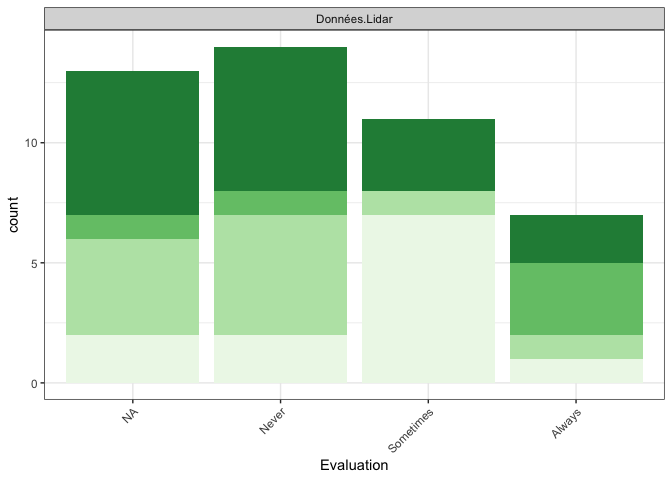 Données.Lidar
count
10
5
0
NA
Never
Sometimes
Always
Evaluation